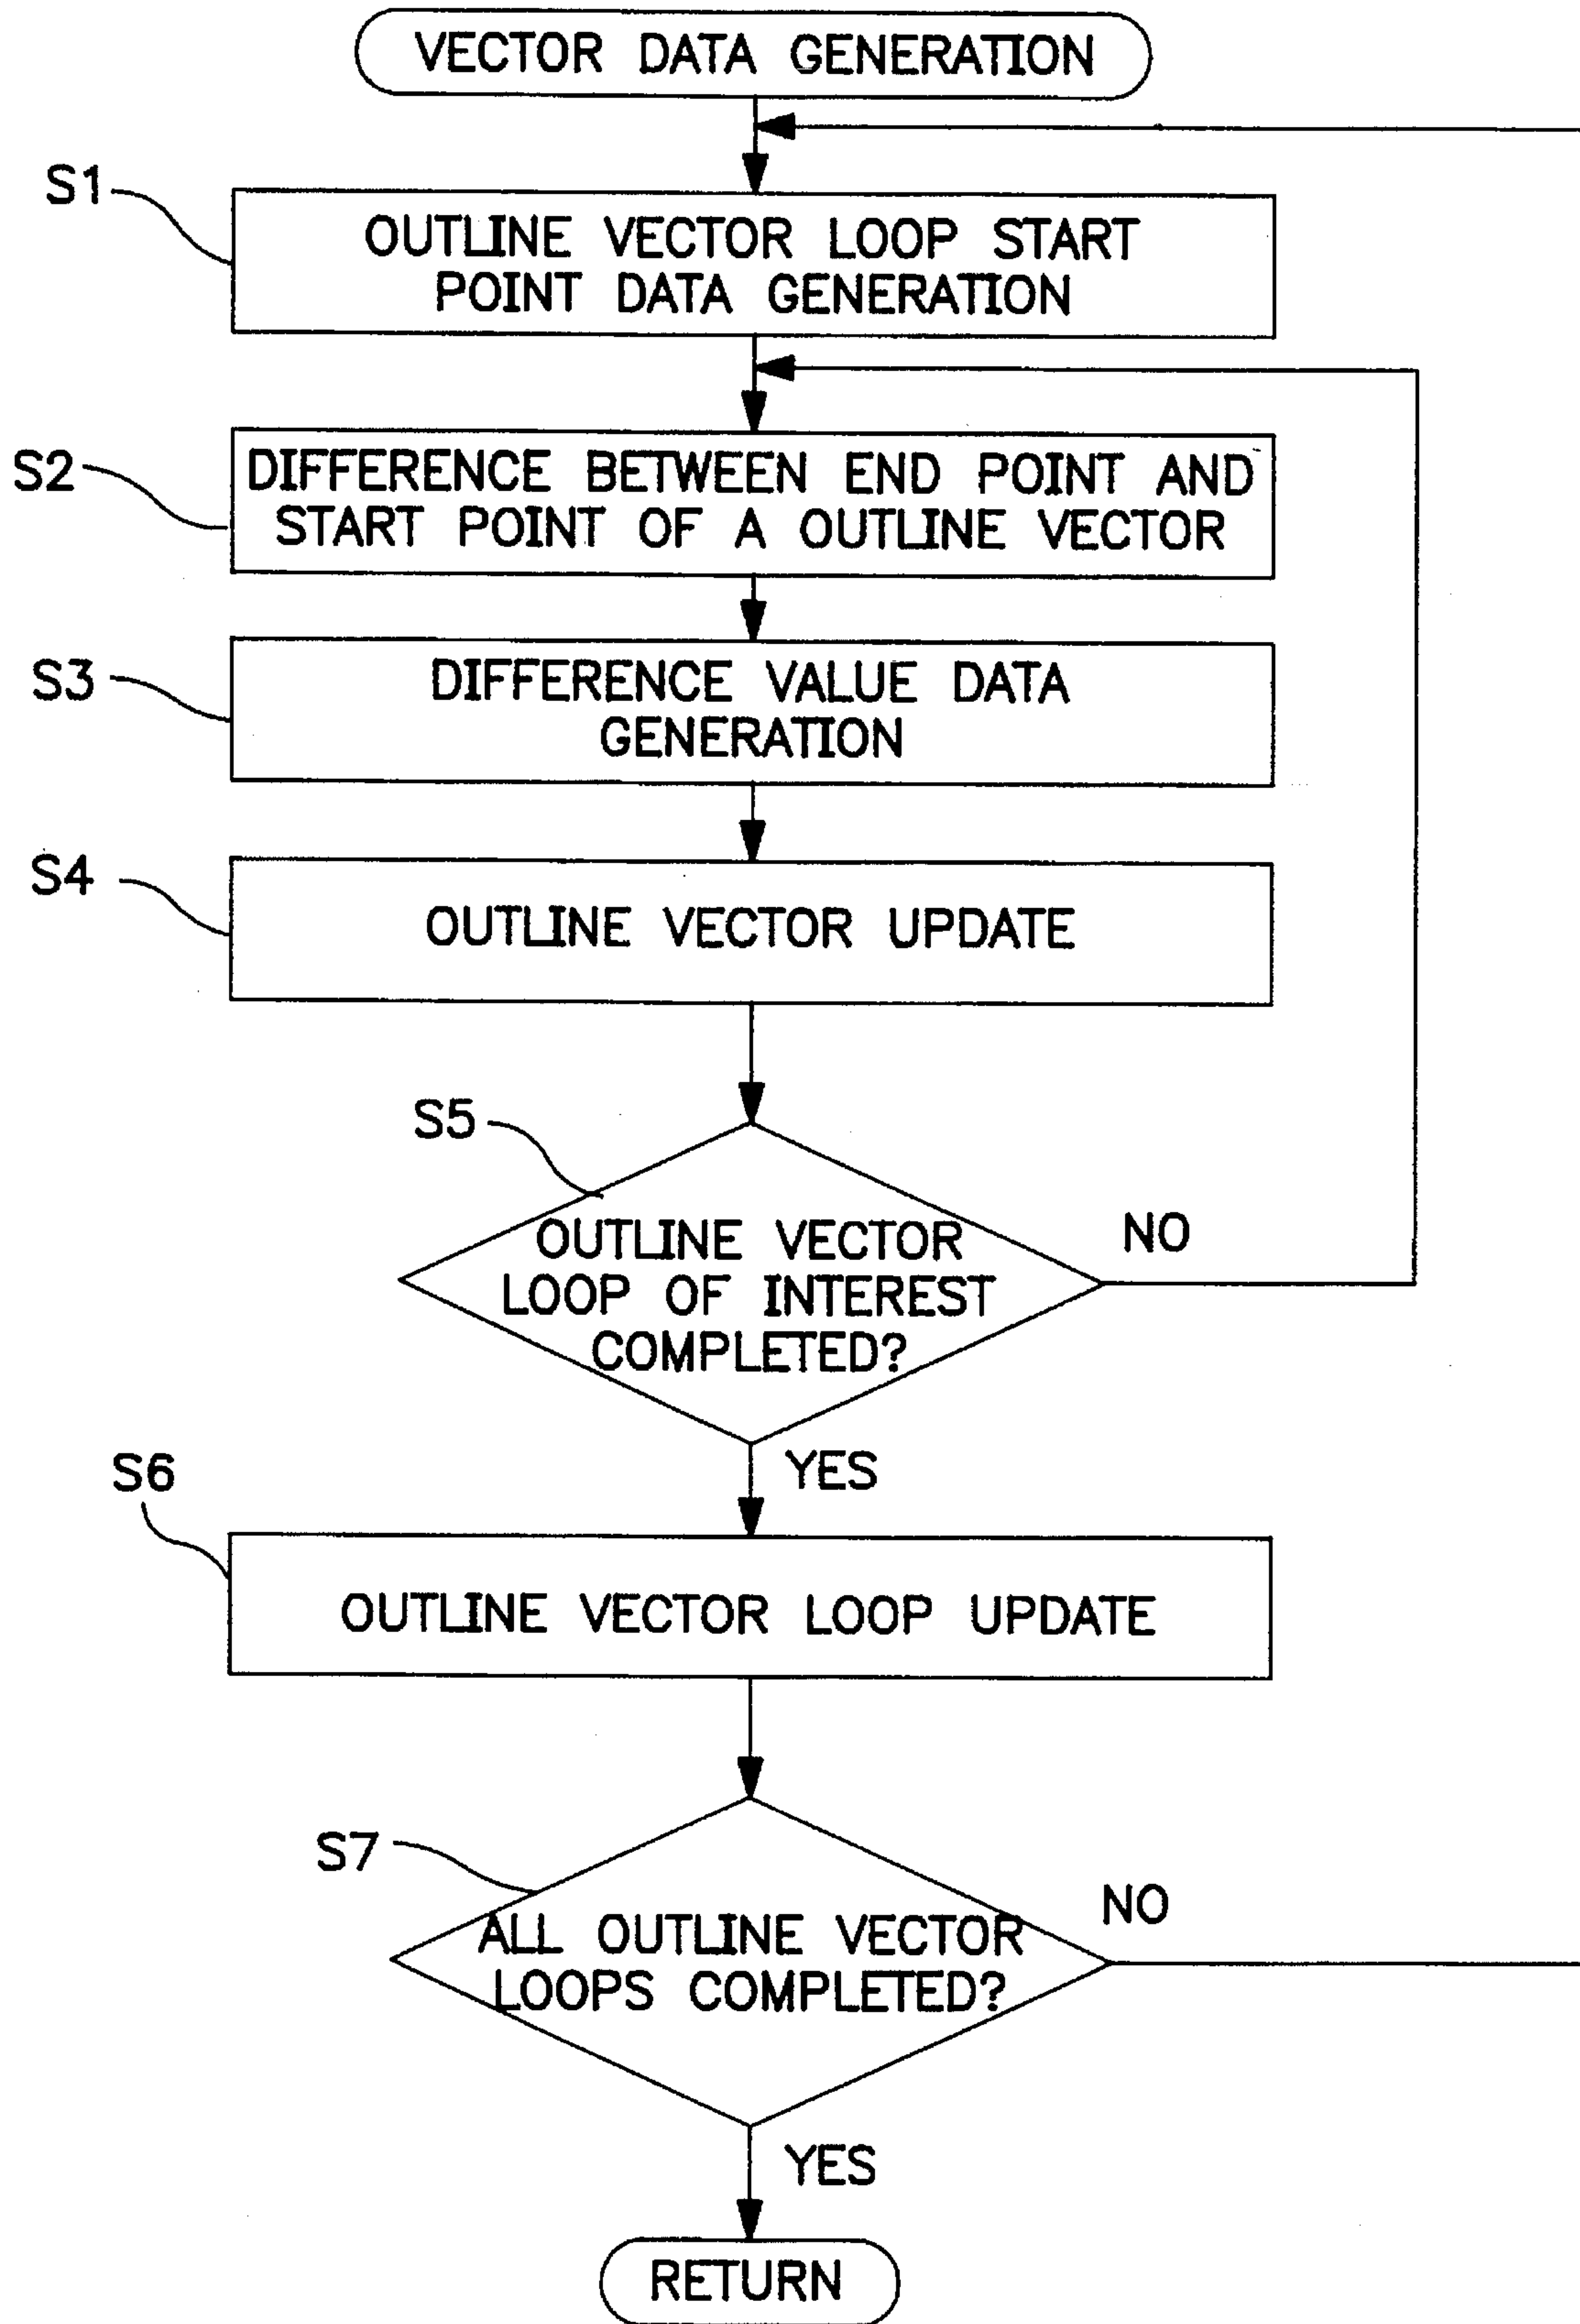 VECTOR DATA GENERATION
S1
OUTLINE VECTOR LOOP START
POINT DATA GENERATION
S2
DIFFERENCE BETWEEN END POINT AND
START POINT OF A OUTLINE VECTOR
S3
DIFFERENCE VALUE DATA
GENERATION
S4
OUTLINE VECTOR UPDATE
S5
OUTLINE VECTOR
LOOP OF INTEREST
COMPLETED?
NO
YES
S6
OUTLINE VECTOR LOOP UPDATE
S7
ALL OUTLINE VECTOR
LOOPS COMPLETED?
NO
YES
RETURN